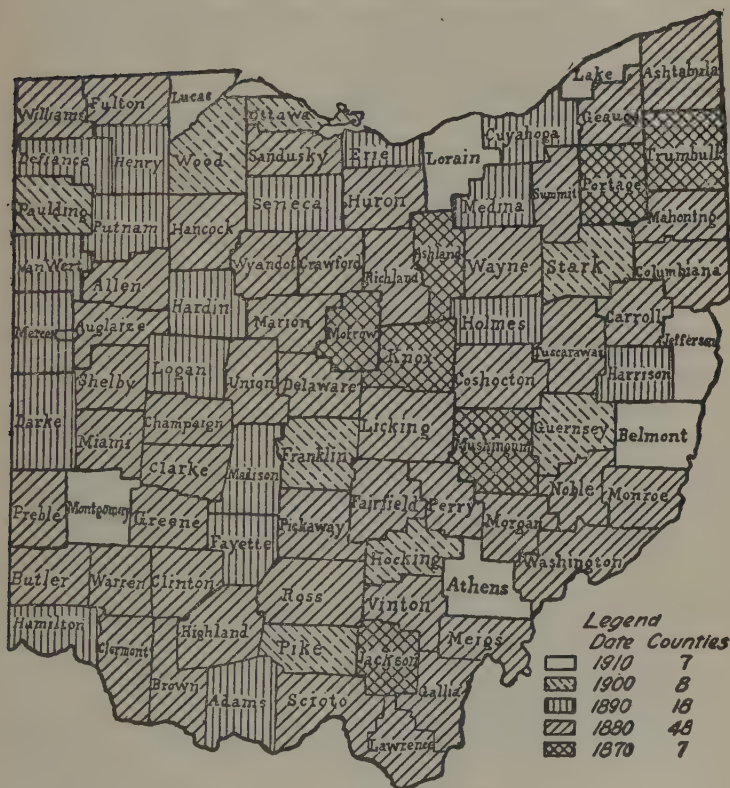 Lake Ashtabula
Lucas
Williams Fulton Ottawa Geauga
Cuyahoga
Defiance Henry Wood Sandusky Erie Lorain Trumbull
Portage
Paulding Putnam Hancock Seneca Huron Medina Summit Mahoning
Van Wert Allen Wyandot Crawford Richland Ashland Wayne Stark Columbiana
Mercer Auglaize Hardin Marion Morrow Holmes Carroll Jefferson
Logan Knox Tuscarawas
Shelby Union Delaware Coshocton Harrison
Darke Champaign Licking
Miami Franklin Guernsey Belmont
Clarke Madison
Preble Montgomery Greene Fairfield Perry Noble Monroe
Pickaway Morgan
Fayette Hocking Washington
Butler Warren Clinton Ross Athens
Vinton
Hamilton Highland Pike Meigs
Clermont Jackson
Brown Adams Scioto Gallia
Lawrence
Legend
Date Counties
1910 7
1900 8
1890 18
1880 48
1870 7